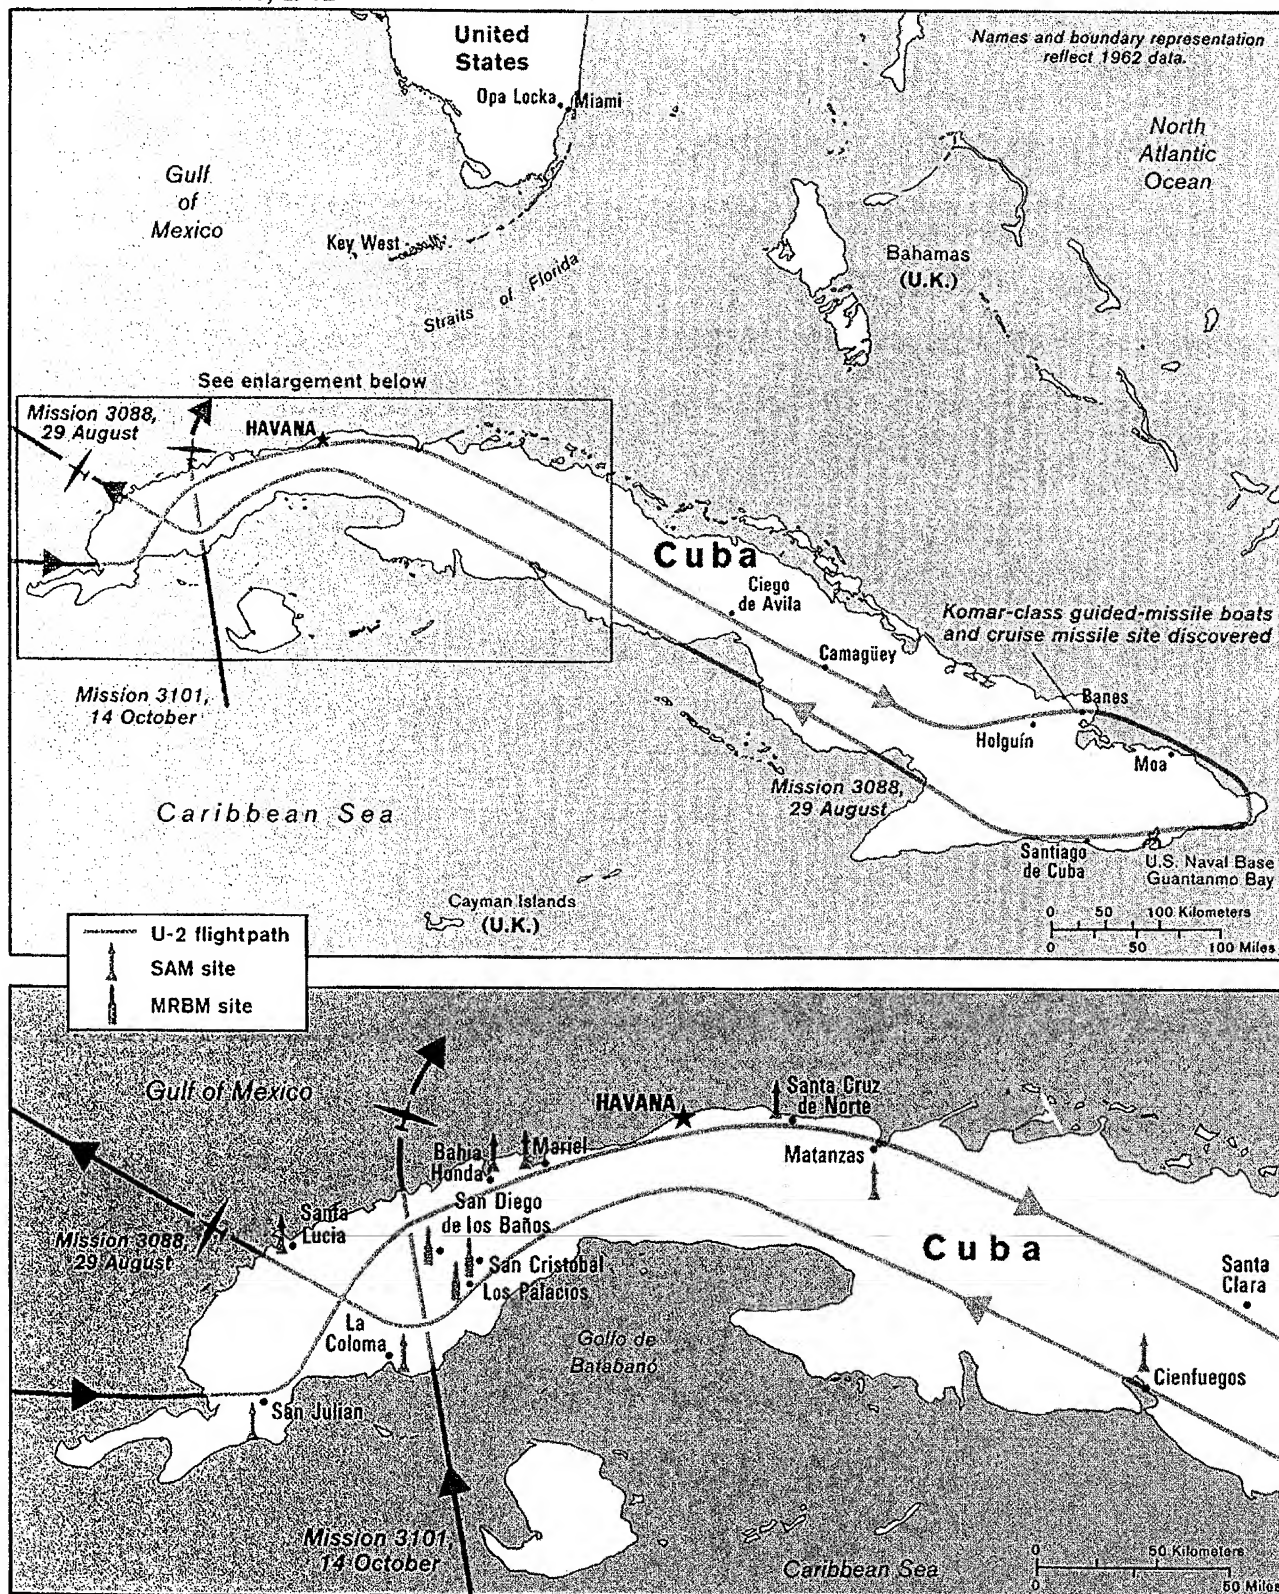 United
States
Names and boundary representation
reflect 1962 data.
Opa Locka
Miami
North
Atlantic
Ocean
Gulf
of
Mexico
Key West
Straits of Florida
Bahamas
(U.K.)
See enlargement below
Mission 3088,
29 August
HAVANA
Cuba
Ciego
de Avila
Komar-class guided-missile boats
and cruise missile site discovered
Camagüey
Mission 3101,
14 October
Banes
Holguín
Moa
Mission 3088,
29 August
Caribbean Sea
Santiago
de Cuba
U.S. Naval Base
Guantanmo Bay
Cayman Islands
(U.K.)
0 50 100 Kilometers
0 50 100 Miles
U-2 flightpath
SAM site
MRBM site
Gulf of Mexico
HAVANA
Santa Cruz
de Norte
Bahia
Honda
Mariel
Matanzas
San Diego
de los Baños
Santa
Lucia
Mission 3088,
29 August
Cuba
San Cristobal
Los Palacios
Santa
Clara
La
Coloma
Golfo de
Batabanó
Cienfuegos
San Julian
Mission 3101,
14 October
Caribbean Sea
0 50 Kilometers
0 50 Miles